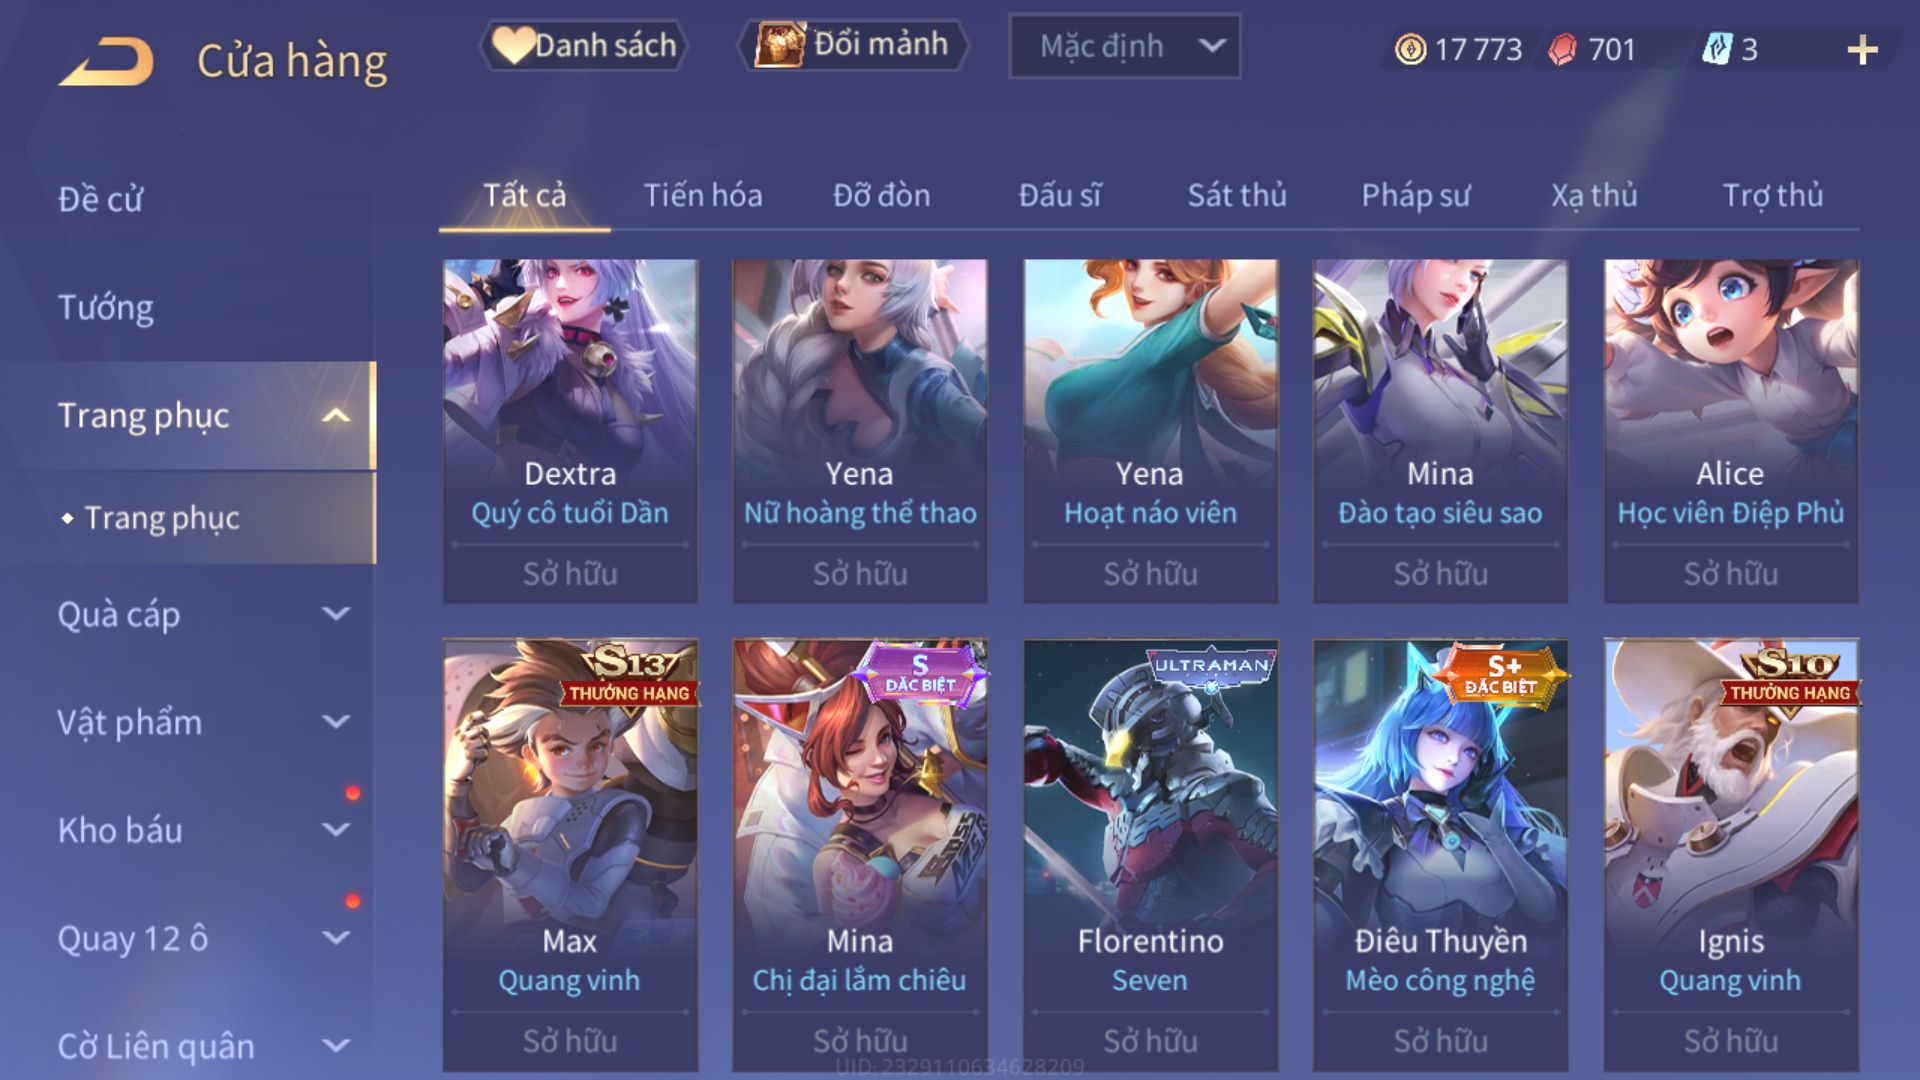 Cửa hàng
Danh sách
Đổi mảnh
Mặc định
17 773
701
3
Đề cử
Tướng
Trang phục
Trang phục
Quà cáp
Vật phẩm
Kho báu
Quay 12 ô
Cờ Liên quân
Tất cả
Tiến hóa
Đỡ đòn
Đấu sĩ
Sát thủ
Pháp sư
Xạ thủ
Trợ thủ
Dextra
Quý cô tuổi Dần
Sở hữu
Yena
Nữ hoàng thể thao
Sở hữu
Yena
Hoạt náo viên
Sở hữu
Mina
Đào tạo siêu sao
Sở hữu
Alice
Học viên Điệp Phủ
Sở hữu
S13
THƯỞNG HẠNG
Max
Quang vinh
Sở hữu
S
ĐẶC BIỆT
Mina
Chị đại lắm chiêu
Sở hữu
ULTRAMAN
Florentino
Seven
Sở hữu
S+
ĐẶC BIỆT
Điêu Thuyền
Mèo công nghệ
Sở hữu
S10
THƯỞNG HẠNG
Ignis
Quang vinh
Sở hữu
UID: 2329110634628209